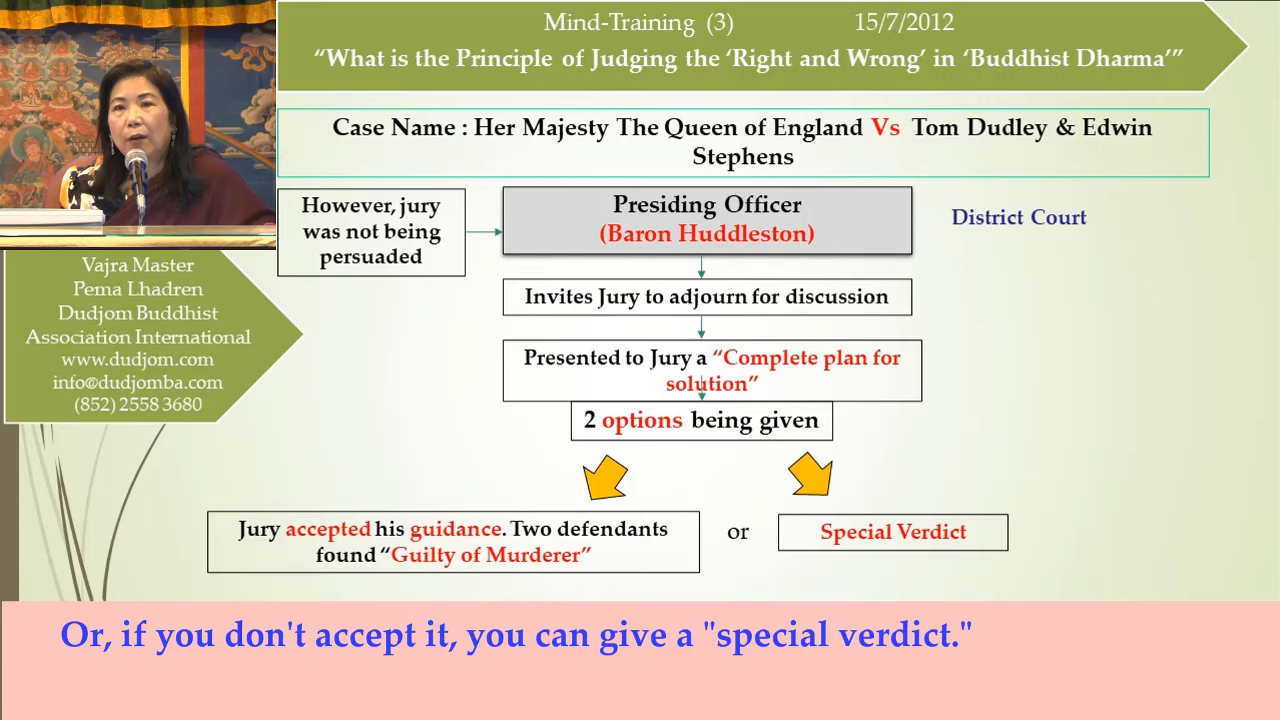 Mind-Training (3) 15/7/2012
“What is the Principle of Judging the ‘Right and Wrong’ in ‘Buddhist Dharma’”
Case Name : Her Majesty The Queen of England Vs Tom Dudley & Edwin
Stephens
However, jury
was not being
persuaded
Presiding Officer
(Baron Huddleston)
District Court
Vajra Master
Pema Lhadren
Dudjom Buddhist
Association International
www.dudjom.com
info@dudjomba.com
(852) 2558 3680
Invites Jury to adjourn for discussion
Presented to Jury a “Complete plan for
solution”
2 options being given
Jury accepted his guidance. Two defendants
found “Guilty of Murderer”
or
Special Verdict
Or, if you don't accept it, you can give a "special verdict."